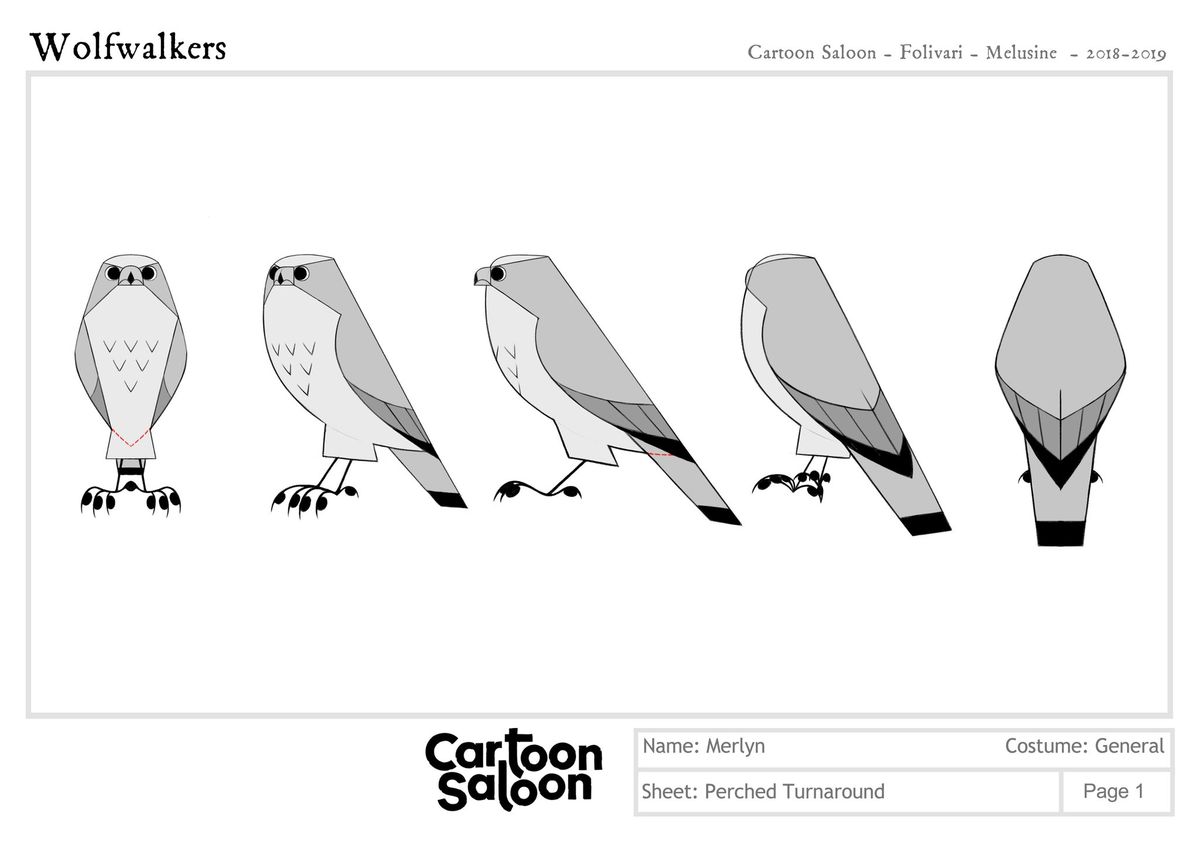 Wolfwalkers
Cartoon Saloon - Folivari - Melusine - 2018-2019
Cartoon
Saloon
Name: Merlyn
Costume: General
Sheet: Perched Turnaround
Page 1